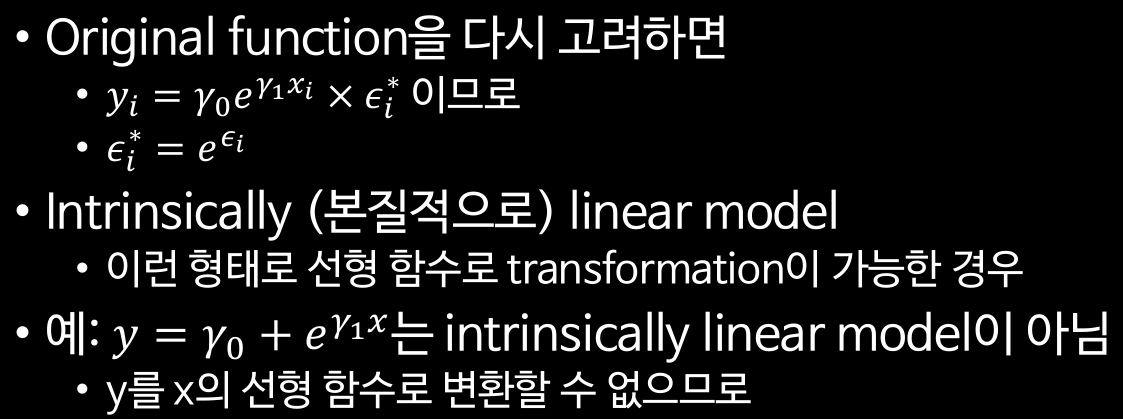 • Original function을 다시 고려하면
• $y_i = \gamma_0 e^{\gamma_1 x_i} \times \epsilon_i^*$ 이므로
• $\epsilon_i^* = e^{\epsilon_i}$
• Intrinsically (본질적으로) linear model
• 이런 형태로 선형 함수로 transformation이 가능한 경우
• 예: $y = \gamma_0 + e^{\gamma_1 x}$는 intrinsically linear model이 아님
• y를 x의 선형 함수로 변환할 수 없으므로